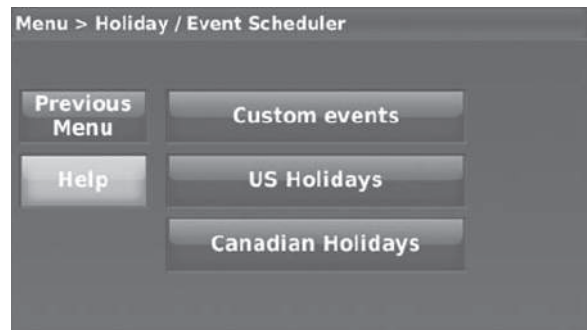 Menu > Holiday / Event Scheduler
Previous
Menu
Custom events
Help
US Holidays
Canadian Holidays